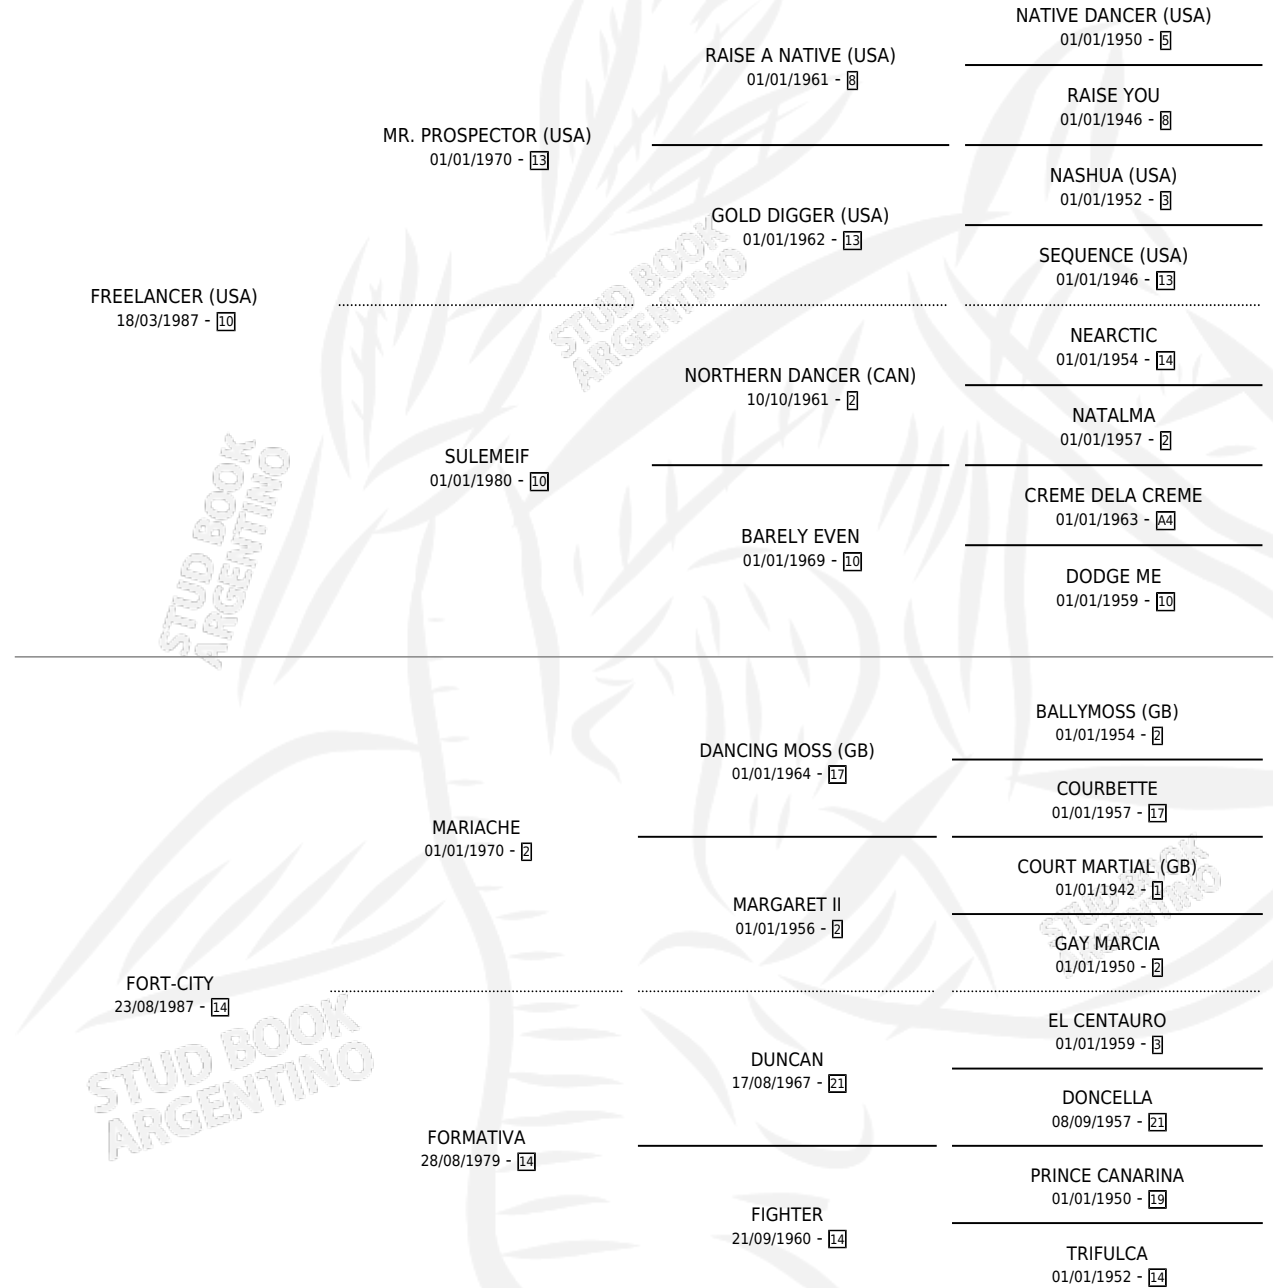 NATIVE DANCER (USA)
01/01/1950 - 5
RAISE A NATIVE (USA)
01/01/1961 - 8
RAISE YOU
01/01/1946 - 8
MR. PROSPECTOR (USA)
01/01/1970 - 13
NASHUA (USA)
01/01/1952 - 3
GOLD DIGGER (USA)
01/01/1962 - 13
SEQUENCE (USA)
01/01/1946 - 13
FREELANCER (USA)
18/03/1987 - 10
STUD BOOK
ARGENTINO
NEARCTIC
01/01/1954 - 14
NORTHERN DANCER (CAN)
10/10/1961 - 2
NATALMA
01/01/1957 - 2
SULEMEIF
01/01/1980 - 10
CREME DELA CREME
01/01/1963 - A4
BARELY EVEN
01/01/1969 - 10
DODGE ME
01/01/1959 - 10
STUD BOOK
ARGENTINO
BALLYMOSS (GB)
01/01/1954 - 2
DANCING MOSS (GB)
01/01/1964 - 17
COURBETTE
01/01/1957 - 17
MARIACHE
01/01/1970 - 2
COURT MARTIAL (GB)
01/01/1942 - 1
MARGARET II
01/01/1956 - 2
GAY MARCIA
01/01/1950 - 2
STUD BOOK
ARGENTINO
FORT-CITY
23/08/1987 - 14
EL CENTAURO
01/01/1959 - 3
DUNCAN
17/08/1967 - 21
DONCELLA
08/09/1957 - 21
STUD BOOK
ARGENTINO
FORMATIVA
28/08/1979 - 14
PRINCE CANARINA
01/01/1950 - 19
FIGHTER
21/09/1960 - 14
TRIFULCA
01/01/1952 - 14